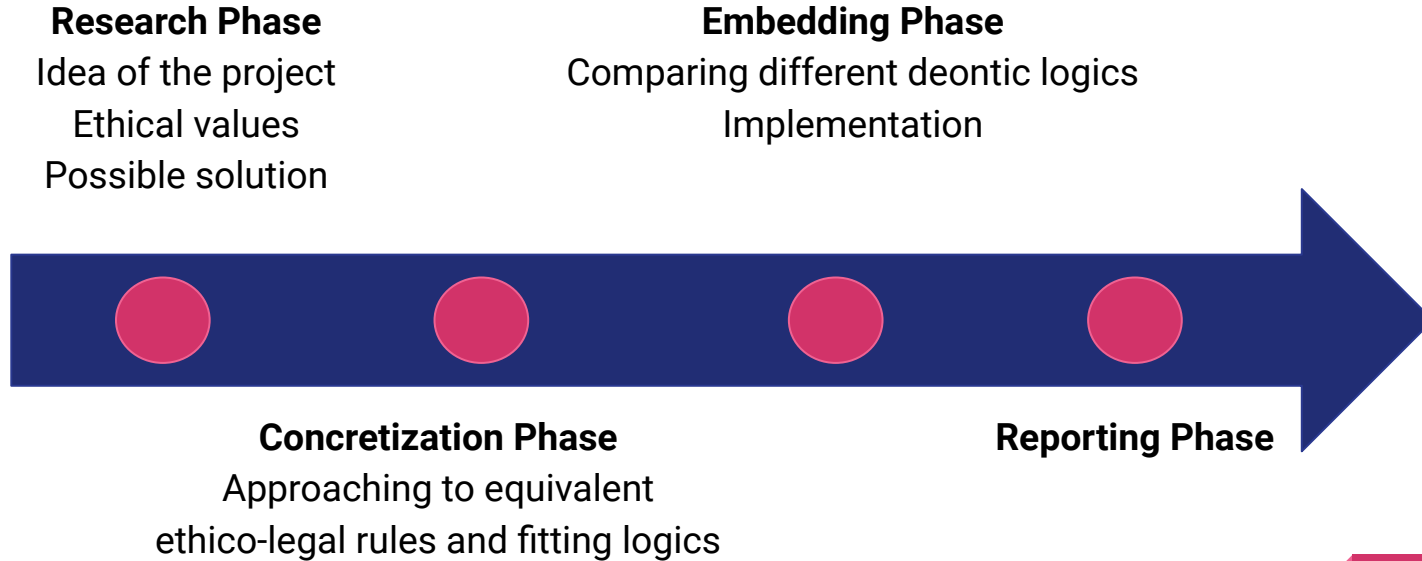 Research Phase
Idea of the project
Ethical values
Possible solution
Embedding Phase
Comparing different deontic logics
Implementation
Concretization Phase
Approaching to equivalent
ethico-legal rules and fitting logics
Reporting Phase